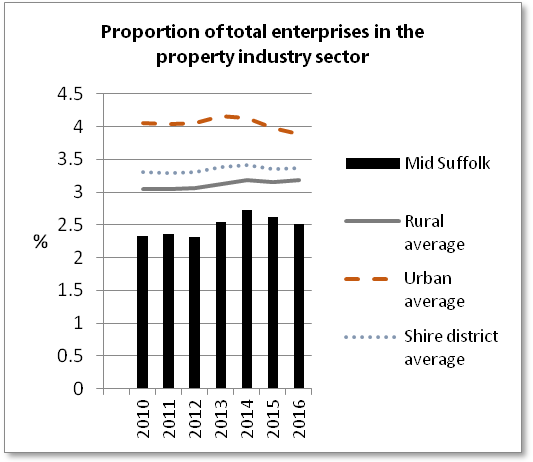 Proportion of total enterprises in the
property industry sector
4.5
4
3.5
3
2.5
2
1.5
1
0.5
0
%
2010
2011
2012
2013
2014
2015
2016
Mid Suffolk
Rural
average
Urban
average
Shire district
average